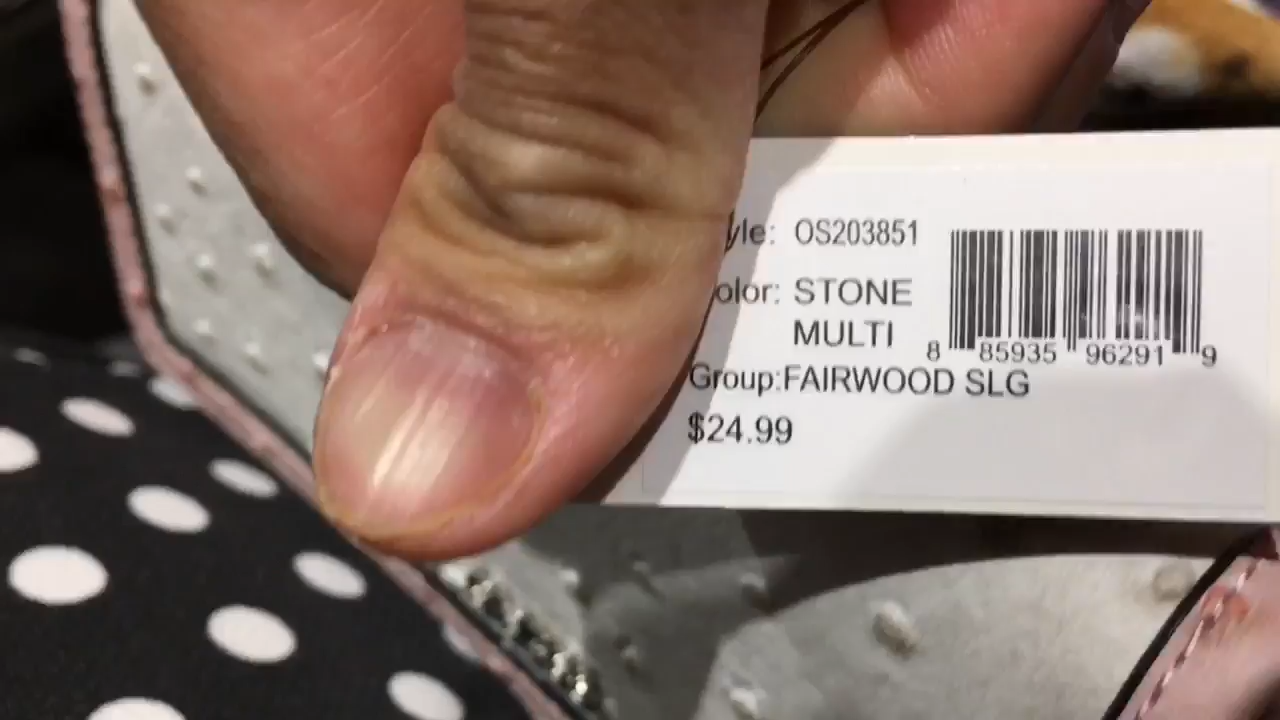 yle: OS203851
olor: STONE
MULTI
8 85935 96291 9
Group:FAIRWOOD SLG
$24.99